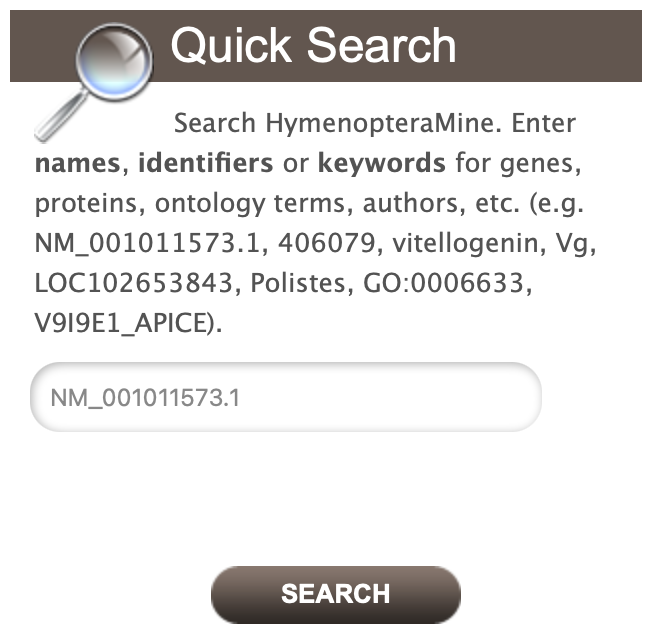 Quick Search
Search HymenopteraMine. Enter
names, identifiers or keywords for genes,
proteins, ontology terms, authors, etc. (e.g.
NM_001011573.1, 406079, vitellogenin, Vg,
LOC102653843, Polistes, GO:0006633,
V9I9E1_APICE).
NM_001011573.1
SEARCH